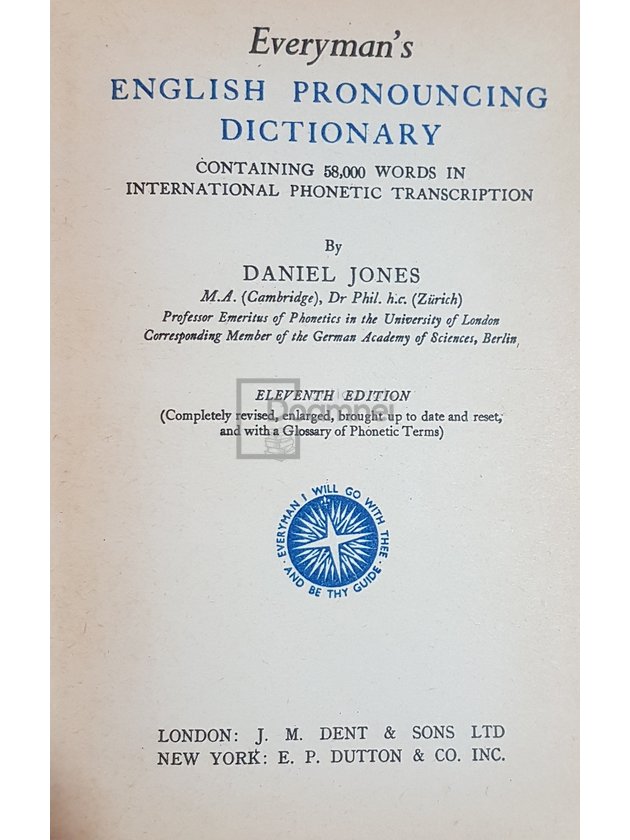 Everyman's
ENGLISH PRONOUNCING
DICTIONARY
CONTAINING 58,000 WORDS IN
INTERNATIONAL PHONETIC TRANSCRIPTION
By
DANIEL JONES
M.A. (Cambridge), Dr Phil. h.c. (Zürich)
Professor Emeritus of Phonetics in the University of London
Corresponding Member of the German Academy of Sciences, Berlin
ELEVENTH EDITION
(Completely revised, enlarged, brought up to date and reset,
and with a Glossary of Phonetic Terms)
EVERYMAN I WILL GO WITH THEE
· AND BE THY GUIDE ·
LONDON: J. M. DENT & SONS LTD
NEW YORK: E. P. DUTTON & CO. INC.